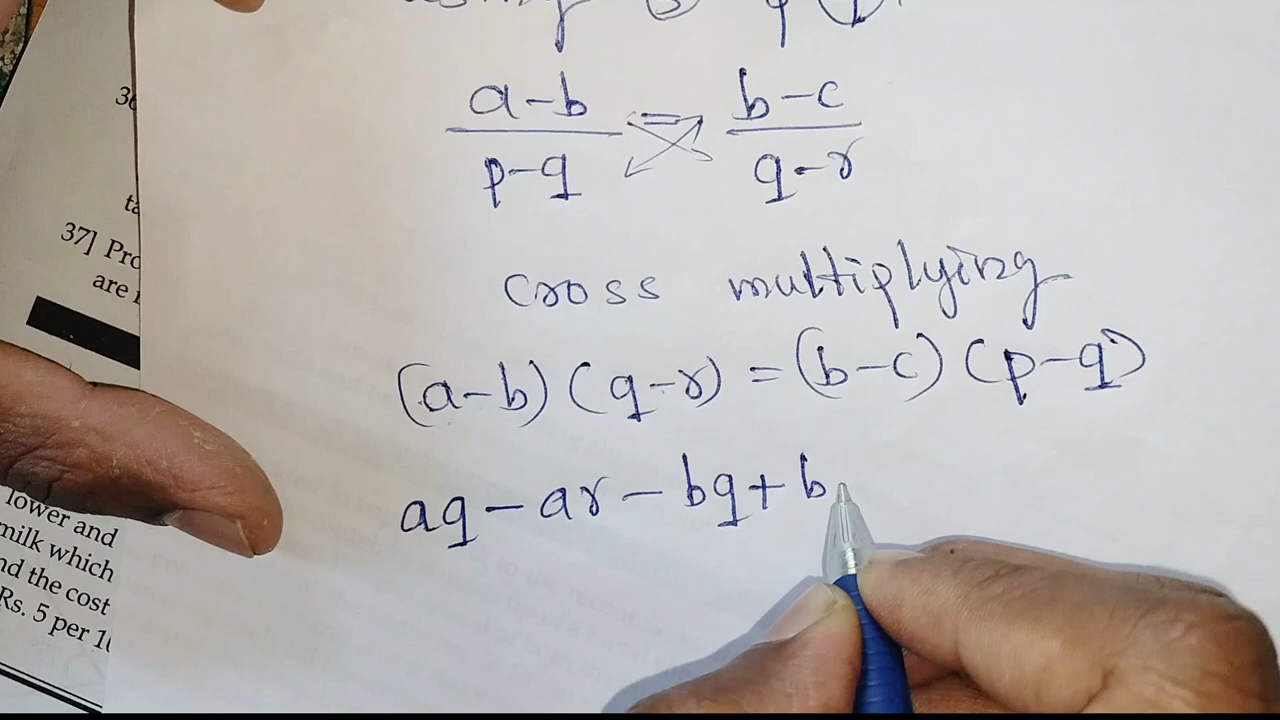 using
a-b = b-c
p-q q-r
cross multiplying
(a-b) (q-r) = (b-c) (p-q)
aq - ar - bq + b
37] Pro
are
lower and
milk which
nd the cost
Rs. 5 per 1